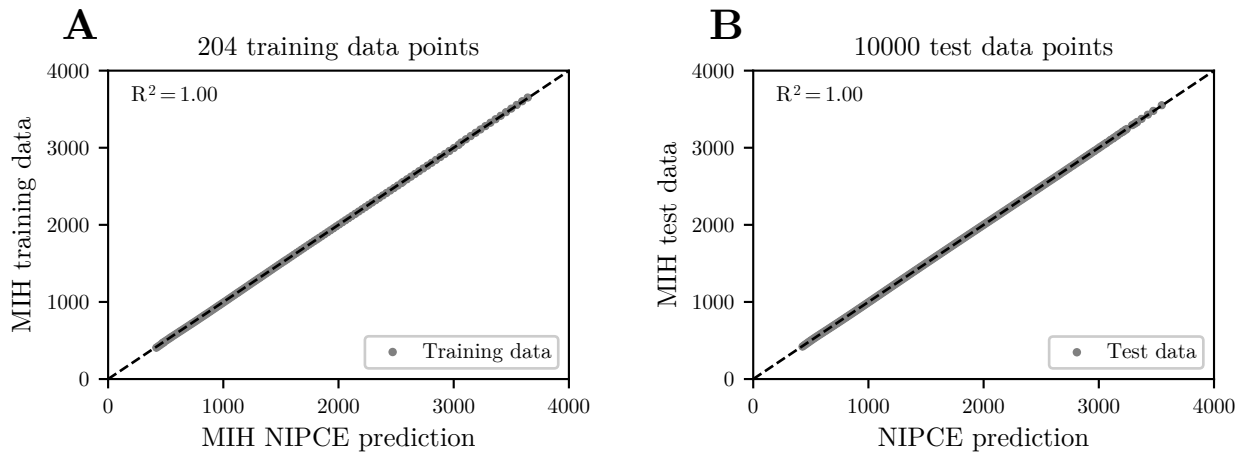 A
204 training data points
4000
3000
2000
1000
0
MIH training data
R² = 1.00
Training data
0 1000 2000 3000 4000
MIH NIPCE prediction
B
10000 test data points
4000
3000
2000
1000
0
MIH test data
R² = 1.00
Test data
0 1000 2000 3000 4000
NIPCE prediction